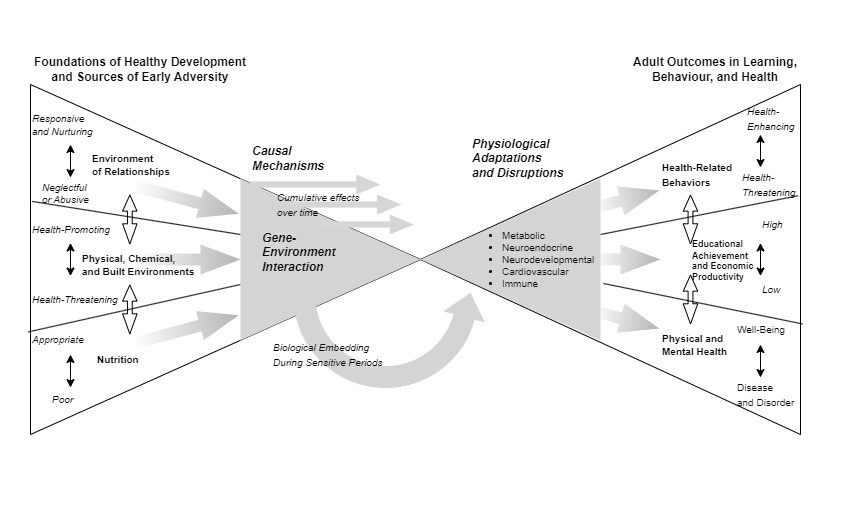 Foundations of Healthy Development
and Sources of Early Adversity
Responsive
and Nurturing
Neglectful
or Abusive
Environment
of Relationships
Health-Promoting
Health-Threatening
Physical, Chemical,
and Built Environments
Appropriate
Poor
Nutrition
Causal
Mechanisms
Cumulative effects
over time
Gene-
Environment
Interaction
Biological Embedding
During Sensitive Periods
Physiological
Adaptations
and Disruptions
• Metabolic
• Neuroendocrine
• Neurodevelopmental
• Cardiovascular
• Immune
Adult Outcomes in Learning,
Behaviour, and Health
Health-Related
Behaviors
Health-
Enhancing
Health-
Threatening
Educational
Achievement
and Economic
Productivity
High
Low
Physical and
Mental Health
Well-Being
Disease
and Disorder